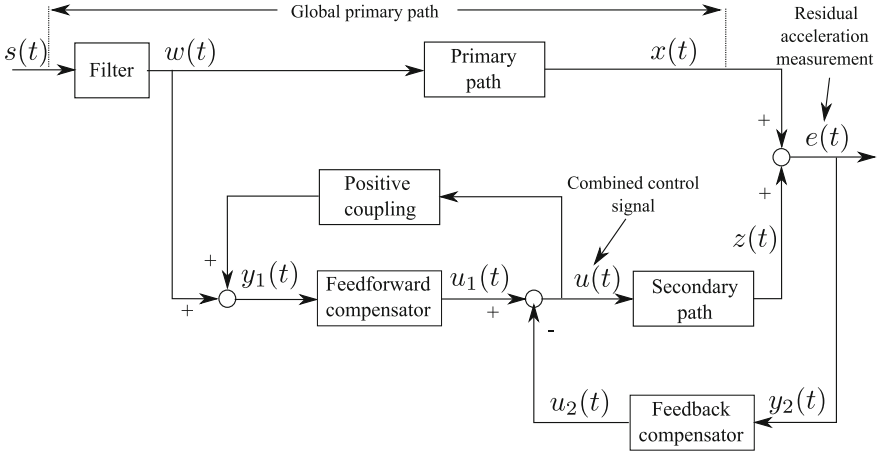 Global primary path
Residual
acceleration
measurement
s(t)
Filter
w(t)
Primary
path
x(t)
+
e(t)
+
Positive
coupling
Combined control
signal
z(t)
+
y₁(t)
Feedforward
compensator
u₁(t)
u(t)
Secondary
path
+
+
-
u₂(t)
Feedback
compensator
y₂(t)